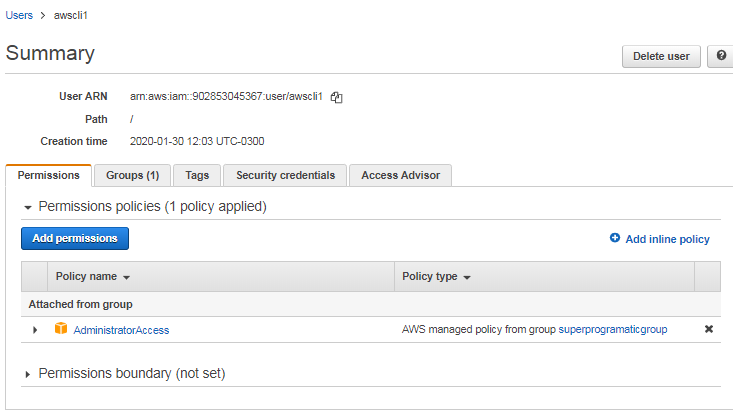 Users > awscli1
Summary
Delete user
User ARN arn:aws:iam::902853045367:user/awscli1
Path /
Creation time 2020-01-30 12:03 UTC-0300
Permissions Groups (1) Tags Security credentials Access Advisor
Permissions policies (1 policy applied)
Add permissions Add inline policy
Policy name Policy type
Attached from group
AdministratorAccess AWS managed policy from group superprogramaticgroup
Permissions boundary (not set)